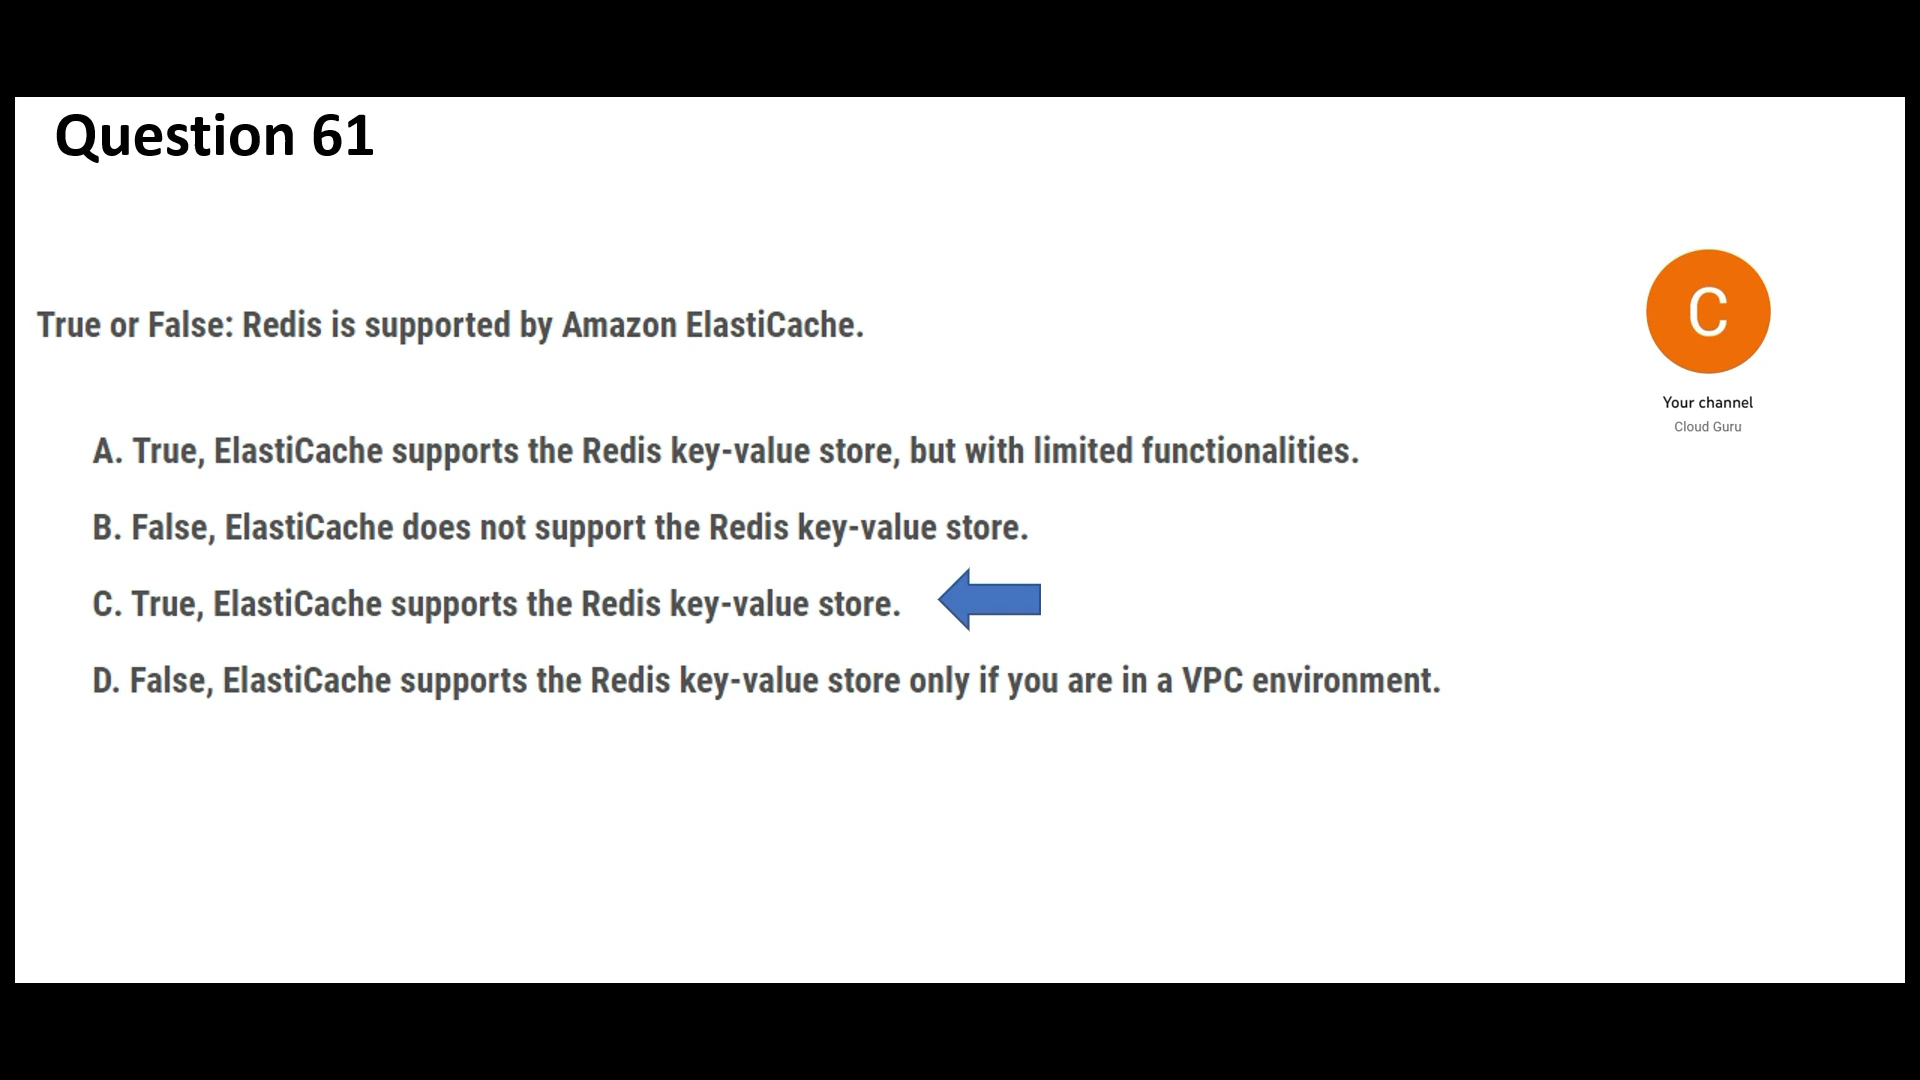 Question 61
True or False: Redis is supported by Amazon ElastiCache.
C
Your channel
Cloud Guru
A. True, ElastiCache supports the Redis key-value store, but with limited functionalities.
B. False, ElastiCache does not support the Redis key-value store.
C. True, ElastiCache supports the Redis key-value store.
D. False, ElastiCache supports the Redis key-value store only if you are in a VPC environment.